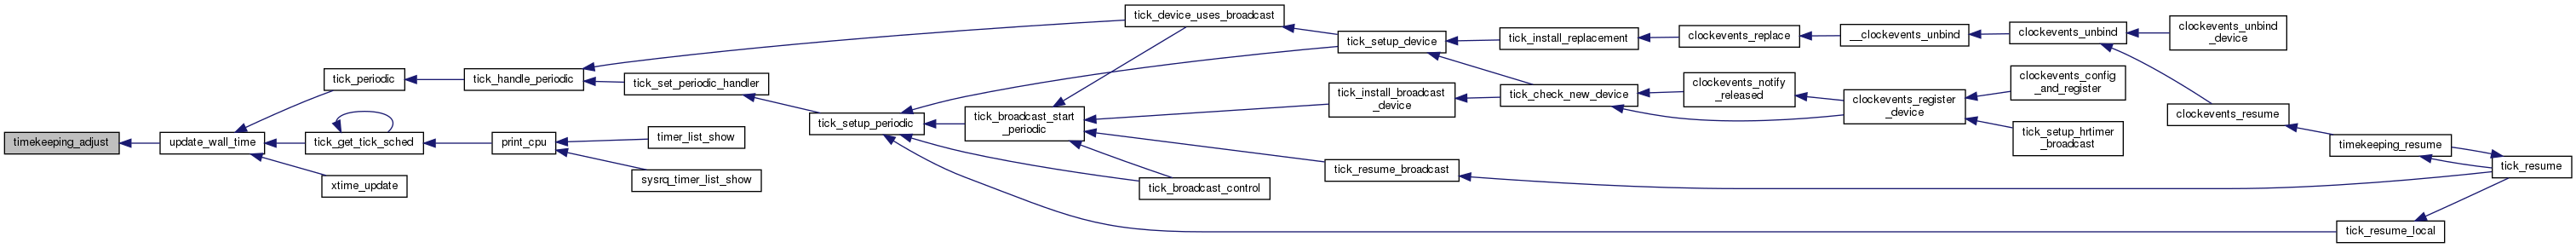 timekeeping_adjust
update_wall_time
tick_periodic
tick_get_tick_sched
xtime_update
tick_handle_periodic
print_cpu
tick_set_periodic_handler
timer_list_show
sysrq_timer_list_show
tick_setup_periodic
tick_device_uses_broadcast
tick_broadcast_start
_periodic
tick_broadcast_control
tick_setup_device
tick_install_broadcast
_device
tick_resume_broadcast
tick_install_replacement
tick_check_new_device
clockevents_replace
clockevents_notify
_released
__clockevents_unbind
clockevents_register
_device
clockevents_unbind
clockevents_config
_and_register
tick_setup_hrtimer
_broadcast
clockevents_unbind
_device
clockevents_resume
timekeeping_resume
tick_resume_local
tick_resume